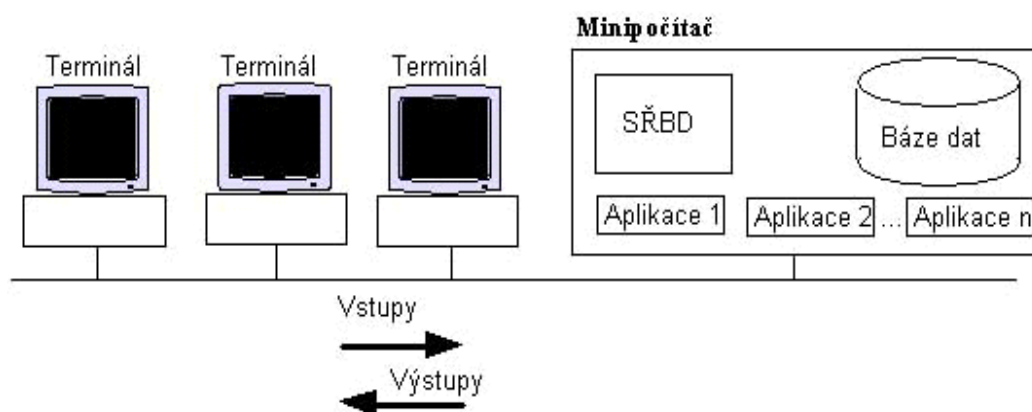 Minipočítač
Terminál
Terminál
Terminál
SŘBD
Báze dat
Aplikace 1
Aplikace 2
...
Aplikace n
Vstupy
Výstupy